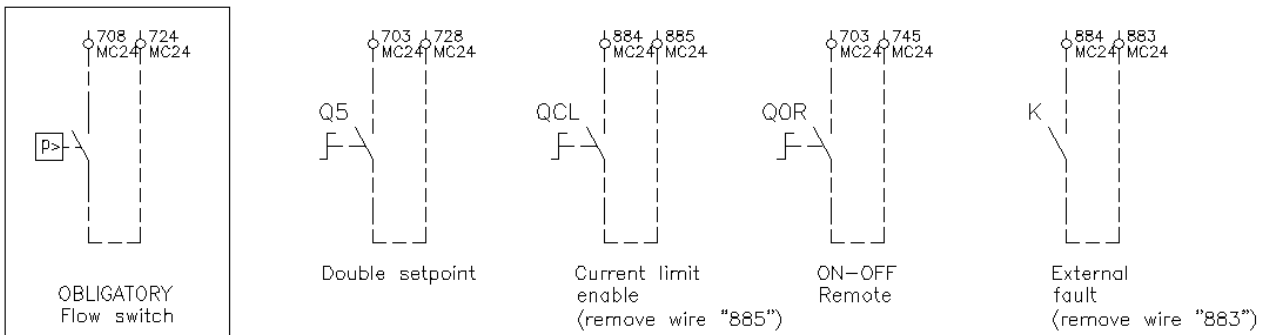 708 724
MC24 MC24
P>
OBLIGATORY
Flow switch
703 728
MC24 MC24
Q5
Double setpoint
884 885
MC24 MC24
QCL
Current limit
enable
(remove wire "885")
703 745
MC24 MC24
QOR
ON-OFF
Remote
884 883
MC24 MC24
K
External
fault
(remove wire "883")